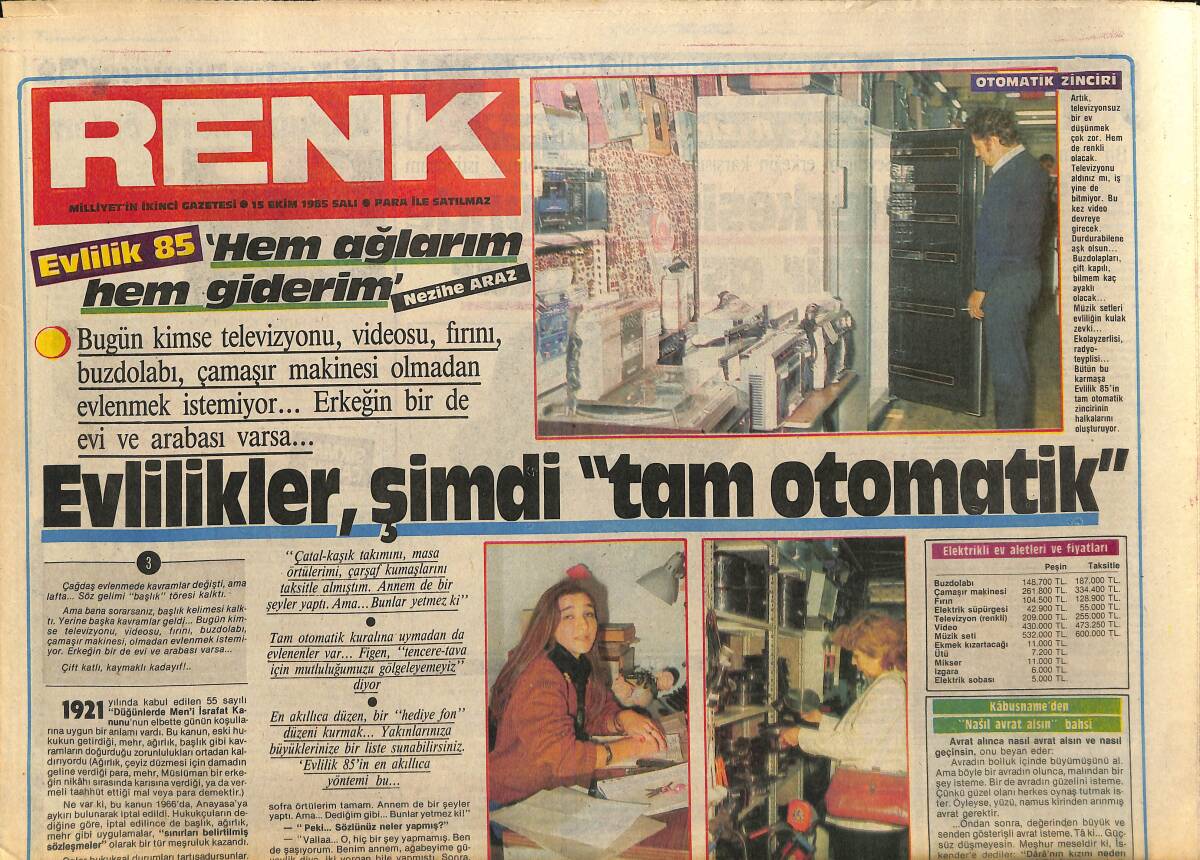 RENK
MİLLİYET'İN İKİNCİ GAZETESİ ● 15 EKİM 1985 SALI ● PARA İLE SATILMAZ
Evlilik 85
'Hem ağlarım
hem giderim'
Nezihe ARAZ
Bugün kimse televizyonu, videosu, fırını,
buzdolabı, çamaşır makinesi olmadan
evlenmek istemiyor... Erkeğin bir de
evi ve arabası varsa...
OTOMATİK ZİNCİRİ
Artık,
televizyonsuz
bir ev
düşünmek
çok zor. Hem
de renkli
olacak.
Televizyonu
aldınız mı, iş
yine de
bitmiyor. Bu
kez video
devreye
girecek.
Durdurabilene
aşk olsun...
Buzdolapları,
çift kapılı,
bilmem kaç
ayaklı
olacak...
Müzik setleri
evliliğin kulak
zevki...
Ekolayzerlisi,
radyo-
teyplisi...
Bütün bu
karmaşa
Evlilik 85'in
tam otomatik
zincirinin
halkalarını
oluşturuyor.
Evlilikler, şimdi "tam otomatik"
3
Çağdaş evlenmede kavramlar değişti, ama
lafta... Söz gelimi "başlık" töresi kalktı.
Ama bana sorarsanız, başlık kelimesi kalk-
tı. Yerine başka kavramlar geldi... Bugün kim-
se televizyonu, videosu, fırını, buzdolabı,
çamaşır makinesi, olmadan evlenmek istemi-
yor. Erkeğin bir de evi ve arabası varsa...
Çift katlı, kaymaklı kadayıf!..
1921 yılında kabul edilen 55 sayılı
"Düğünlerde Men'i İsrafat Ka-
nunu"nun elbette günün koşulla-
rına uygun bir anlamı vardı. Bu kanun, eski hu-
kukun getirdiği, mehr, ağırlık, başlık gibi kav-
ramların doğurduğu zorunlulukları ortadan kal-
dırıyordu (Ağırlık, çeyiz düzmesi için damadın
geline verdiği para, mehr, Müslüman bir erke-
ğin nikâhı sırasında karısına verdiği, ya da ver-
meli taahhüt ettiği mal veya para demektir.)
Ne var ki, bu kanun 1966'da, Anayasa'ya
aykırı bulunarak iptal edildi. Hukukçuların de-
diğine göre, iptal edilince de başlık, ağırlık,
mehr gibi uygulamalar, "sınırları belirtilmiş
sözleşmeler" olarak bir tür meşruluk kazandı.
"Çatal-kaşık takımını, masa
örtülerimi, çarşaf kumaşlarını
taksitle almıştım. Annem de bir
şeyler yaptı. Ama... Bunlar yetmez ki"
●
Tam otomatik kuralına uymadan da
evlenenler var... Figen, "tencere-tava
için mutluluğumuzu gölgeleyemeyiz"
diyor
●
En akıllıca düzen, bir "hediye fon"
düzeni kurmak... Yakınlarınıza
büyüklerinize bir liste sunabilirsiniz.
'Evlilik 85'in en akıllıca
yöntemi bu...
sofra örtülerim tamam. Annem de bir şeyler
yaptı. Ama... Dediğim gibi... Bunlar yetmez ki!"
— "Peki... Sözlünüz neler yapmış?"
— "Vallaa.. O, hiç bir şey yapmamış. Ben
de şaşıyorum. Benim annem, ağabeyime gü-
Elektrikli ev aletleri ve fiyatları
Peşin Taksitle
Buzdolabı 148.700 TL. 187.000 TL.
Çamaşır makinesi 261.800 TL. 334.400 TL.
Fırın 104.500 TL. 128.900 TL.
Elektrik süpürgesi 42.900 TL. 55.000 TL.
Televizyon (renkli) 209.000 TL. 255.000 TL.
Video 430.000 TL. 473.250 TL.
Müzik seti 532.000 TL. 600.000 TL.
Ekmek kızartacağı 11.000 TL.
Ütü 7.200 TL.
Mikser 11.000 TL.
Izgara 6.000 TL.
Elektrik sobası 5.000 TL.
Kâbusname'den
"Nasıl avrat alsın" bahsi
Avrat alınca nasıl avrat alsın ve nasıl
geçinsin, onu beyan eder:
Avradın bolluk içinde büyümüşünü al.
Ama böyle bir avradın olunca, malından bir
şey isteme. Bir de avradın güzelini isteme.
Çünkü güzel olanı herkes oynaş tutmak is-
ter. Öyleyse, yüzü, namus kirinden arınmış
avrat gerektir.
...Ondan sonra, değerinden büyük ve
senden gösterişli avrat isteme. Tâ ki... Güç-
süz düşmeyesin. Meşhur meseldir ki, İs-
kender'e dediler: "Dârâ'nın kızını neden